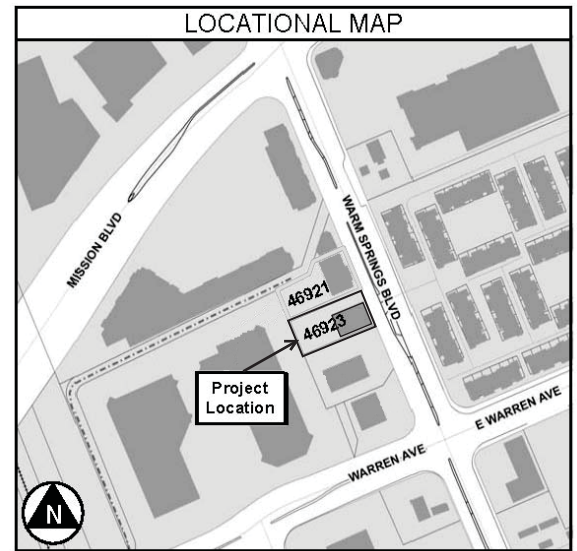 LOCATIONAL MAP
MISSION BLVD
WARM SPRINGS BLVD
46921
46923
Project
Location
E WARREN AVE
WARREN AVE
N